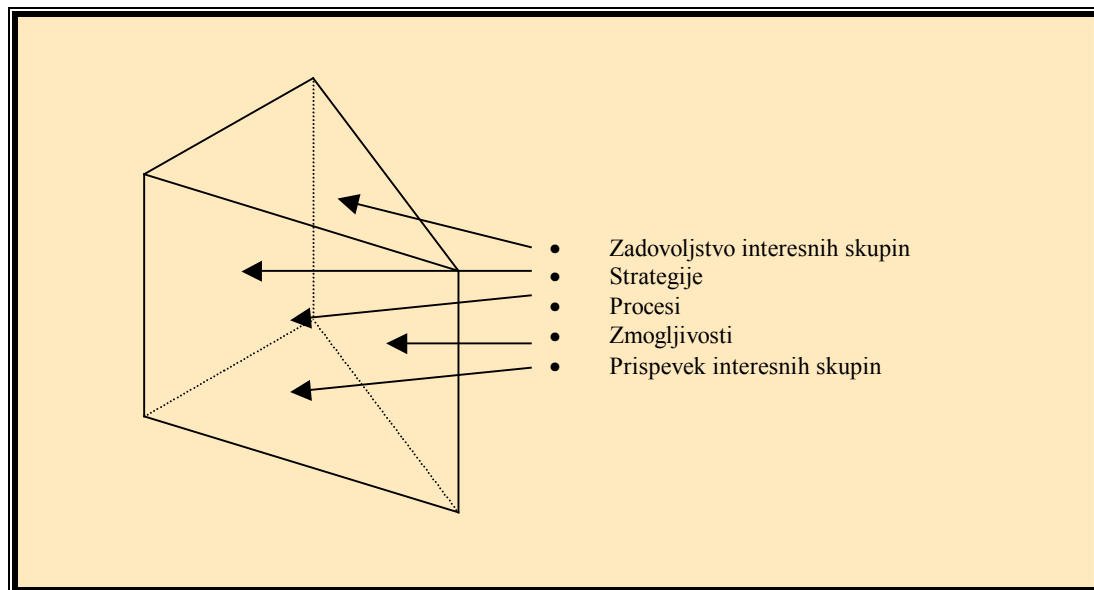 • Zadovoljstvo interesnih skupin
• Strategije
• Procesi
• Zmogljivosti
• Prispevek interesnih skupin